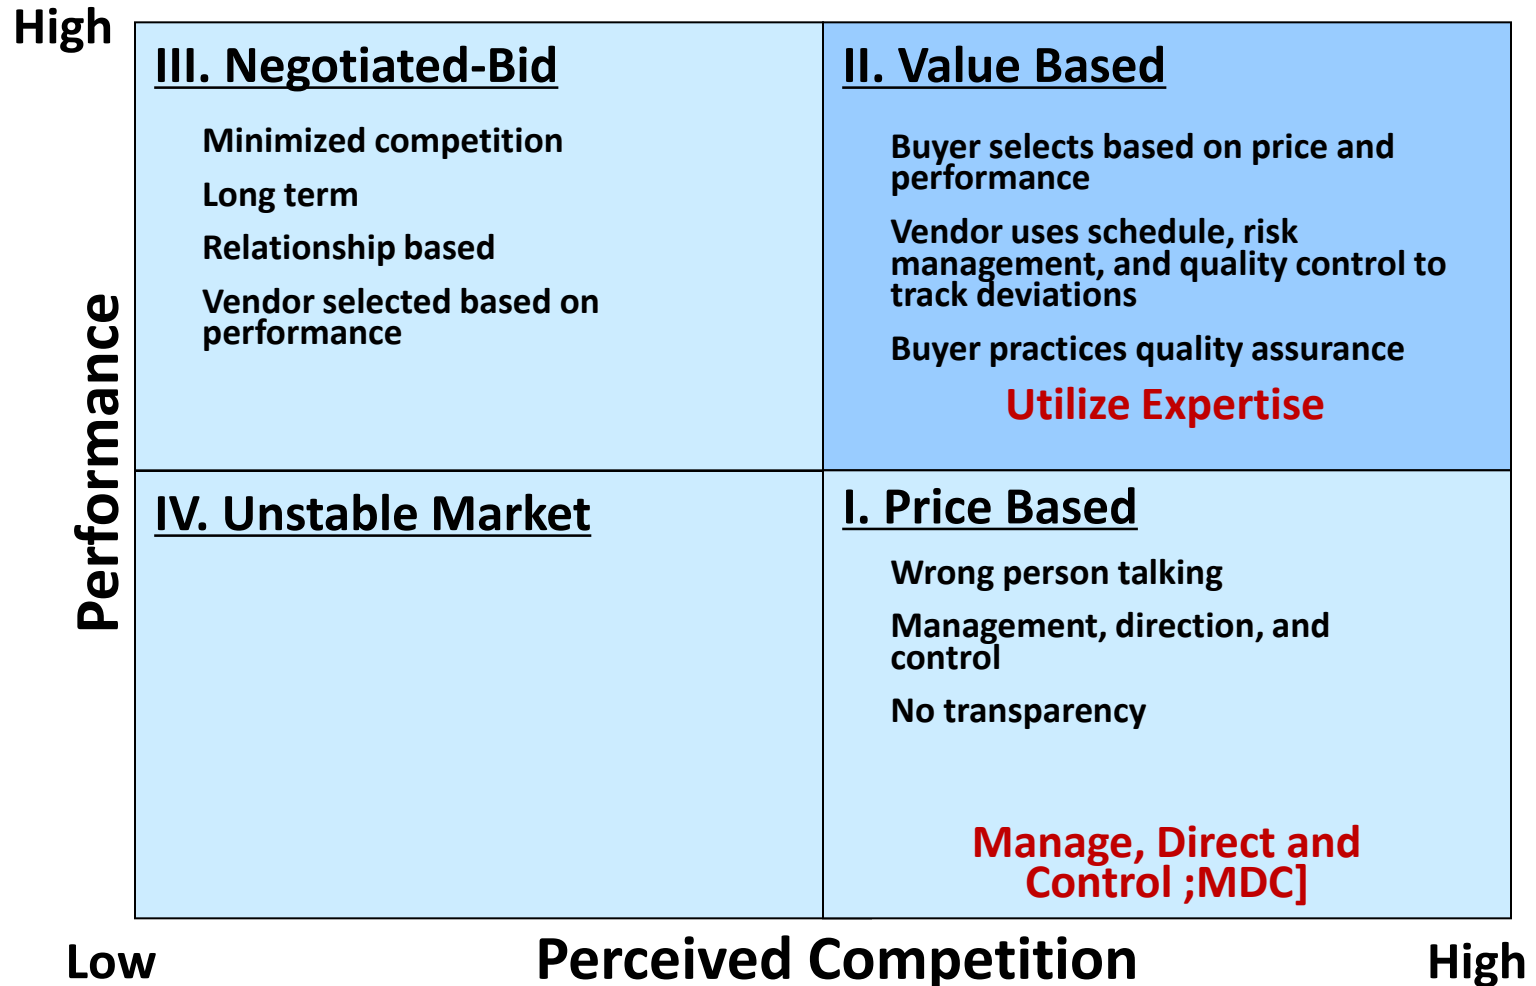 High
III. Negotiated-Bid
Minimized competition
Long term
Relationship based
Vendor selected based on
performance
II. Value Based
Buyer selects based on price and
performance
Vendor uses schedule, risk
management, and quality control to
track deviations
Buyer practices quality assurance
Utilize Expertise
Performance
IV. Unstable Market
I. Price Based
Wrong person talking
Management, direction, and
control
No transparency
Manage, Direct and
Control ;MDC]
Low
Perceived Competition
High